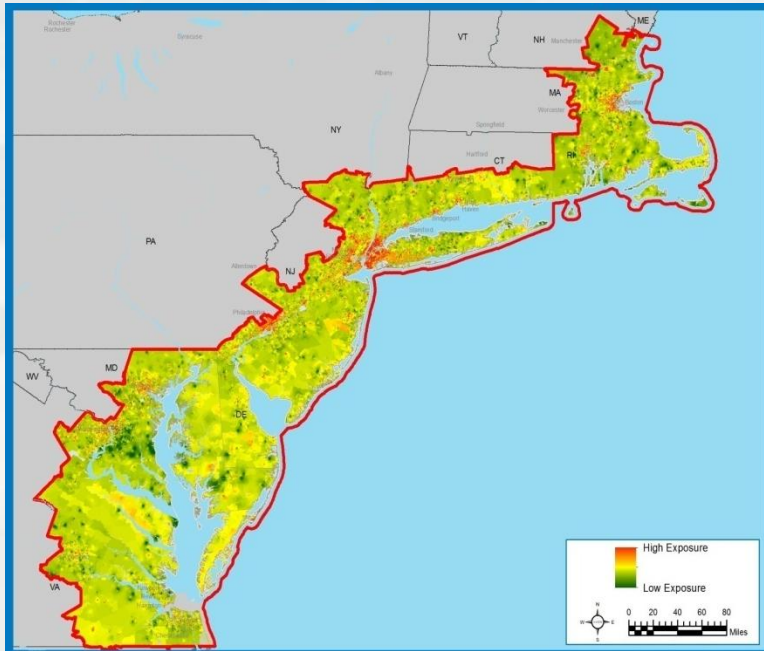 Rochester
Rochester
Syracuse
VT
NH
ME
Manchester
Albany
MA
Boston
Worcester
NY
Springfield
Hartford
CT
RI
Haven
Bridgeport
Stamford
PA
Allentown
NJ
Philadelphia
MD
WV
DE
VA
High Exposure
Low Exposure
N
W
E
S
0 20 40 60 80
Miles